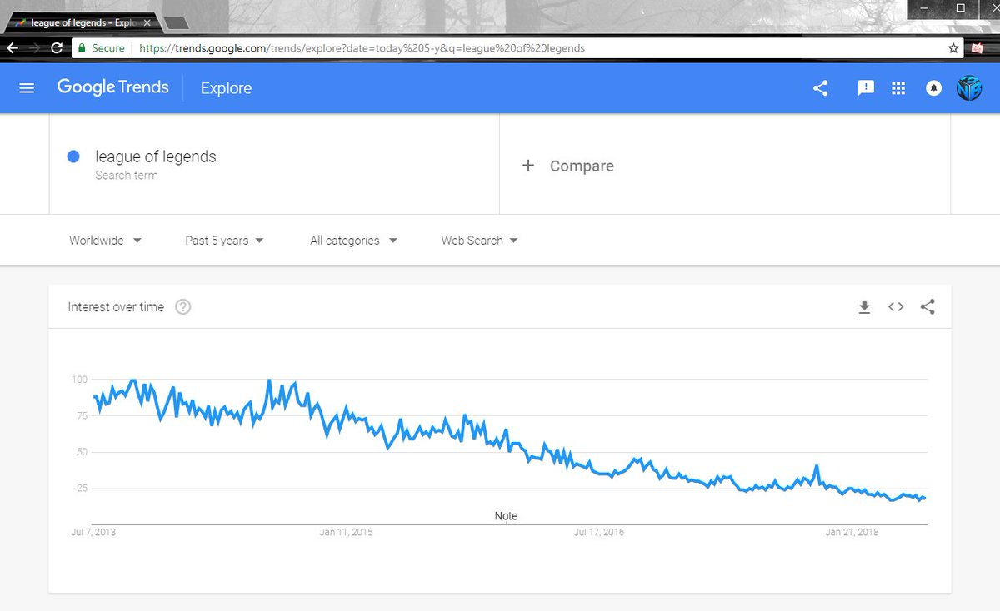 league of legends - Explo
Secure https://trends.google.com/trends/explore?date=today%205-y&q=league%20of%20legends
Google Trends Explore
league of legends
Search term
+ Compare
Worldwide Past 5 years All categories Web Search
Interest over time ?
100
75
50
25
Note
Jul 7, 2013 Jan 11, 2015 Jul 17, 2016 Jan 21, 2018